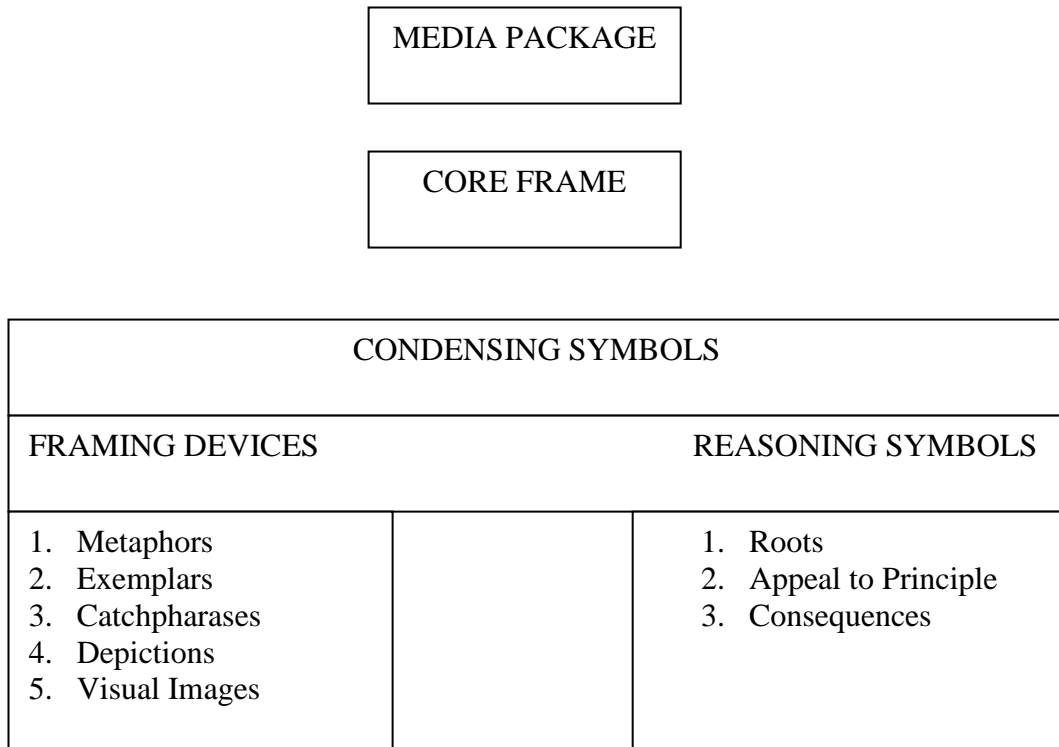 MEDIA PACKAGE
CORE FRAME
CONDENSING SYMBOLS
FRAMING DEVICES
REASONING SYMBOLS
1. Metaphors
2. Exemplars
3. Catchpharases
4. Depictions
5. Visual Images
1. Roots
2. Appeal to Principle
3. Consequences